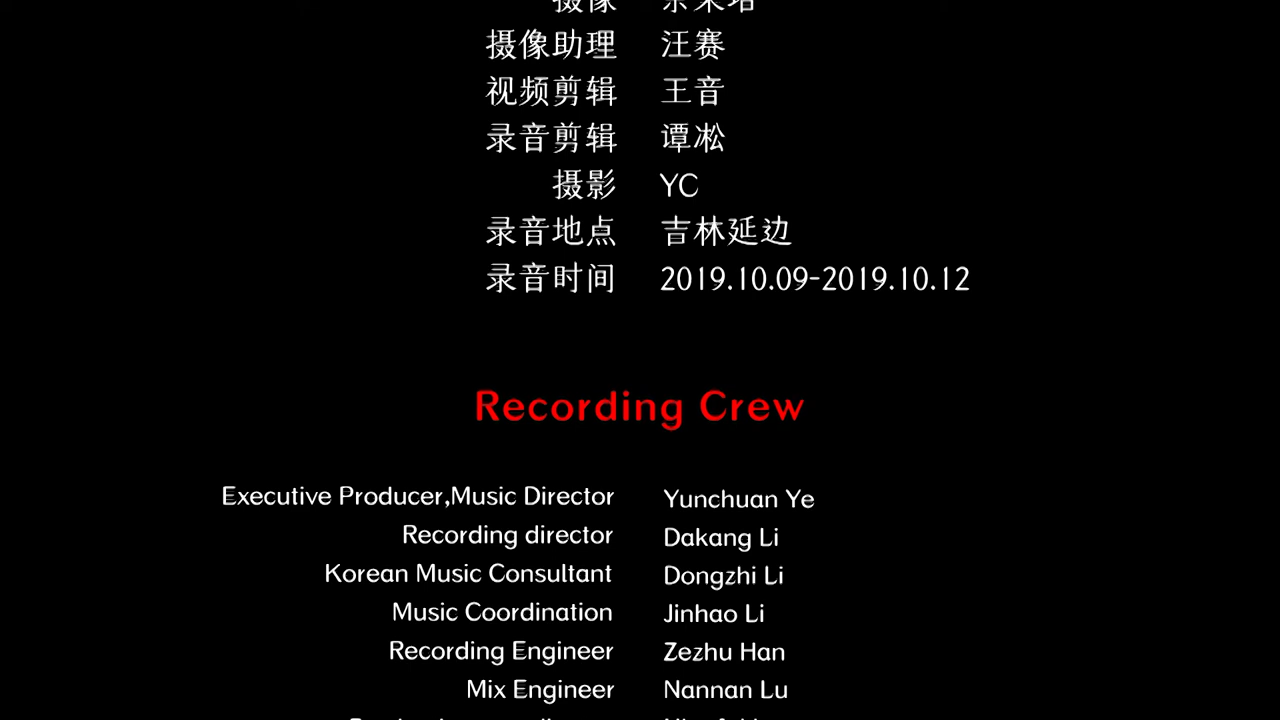 摄像助理 汪赛
视频剪辑 王音
录音剪辑 谭凇
摄影 YC
录音地点 吉林延边
录音时间 2019.10.09-2019.10.12
Recording Crew
Executive Producer,Music Director Yunchuan Ye
Recording director Dakang Li
Korean Music Consultant Dongzhi Li
Music Coordination Jinhao Li
Recording Engineer Zezhu Han
Mix Engineer Nannan Lu